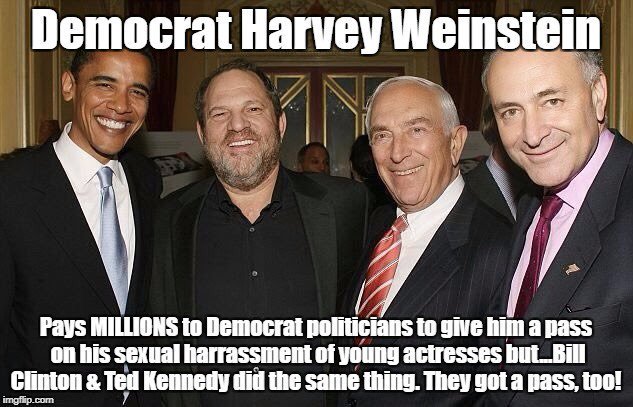 Democrat Harvey Weinstein
Pays MILLIONS to Democrat politicians to give him a pass
on his sexual harrassment of young actresses but...Bill
Clinton & Ted Kennedy did the same thing. They got a pass, too!
imgflip.com